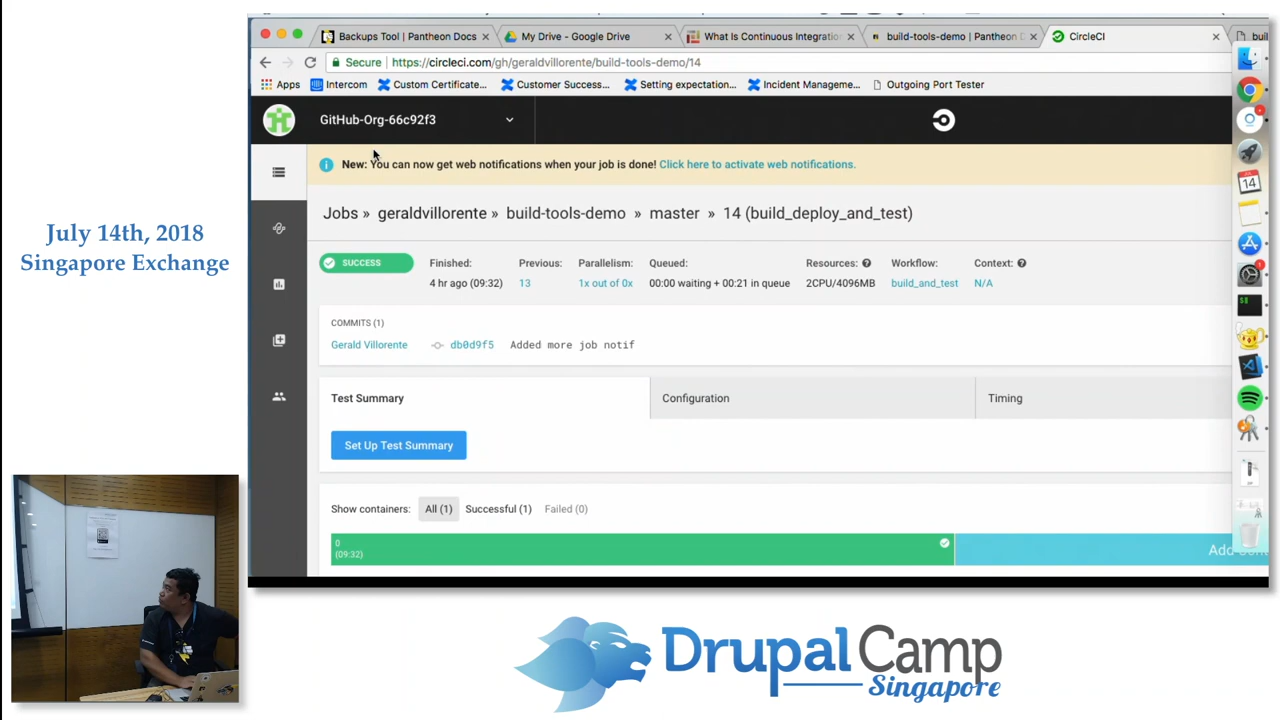 Backups Tool | Pantheon Docs
My Drive - Google Drive
What Is Continuous Integration
build-tools-demo | Pantheon D
CircleCI
buil
Secure
https://circleci.com/gh/geraldvillorente/build-tools-demo/14
Apps
Intercom
Custom Certificate...
Customer Success...
Setting expectation...
Incident Manageme...
Outgoing Port Tester
GitHub-Org-66c92f3
New: You can now get web notifications when your job is done! Click here to activate web notifications.
Jobs » geraldvillorente » build-tools-demo » master » 14 (build_deploy_and_test)
SUCCESS
Finished:
4 hr ago (09:32)
Previous:
13
Parallelism:
1x out of 0x
Queued:
00:00 waiting + 00:21 in queue
Resources:
2CPU/4096MB
Workflow:
build_and_test
Context:
N/A
COMMITS (1)
Gerald Villorente
db0d9f5
Added more job notif
Test Summary
Configuration
Timing
Set Up Test Summary
Show containers:
All (1)
Successful (1)
Failed (0)
0
(09:32)
Add
14
July 14th, 2018
Singapore Exchange
DrupalCamp
Singapore